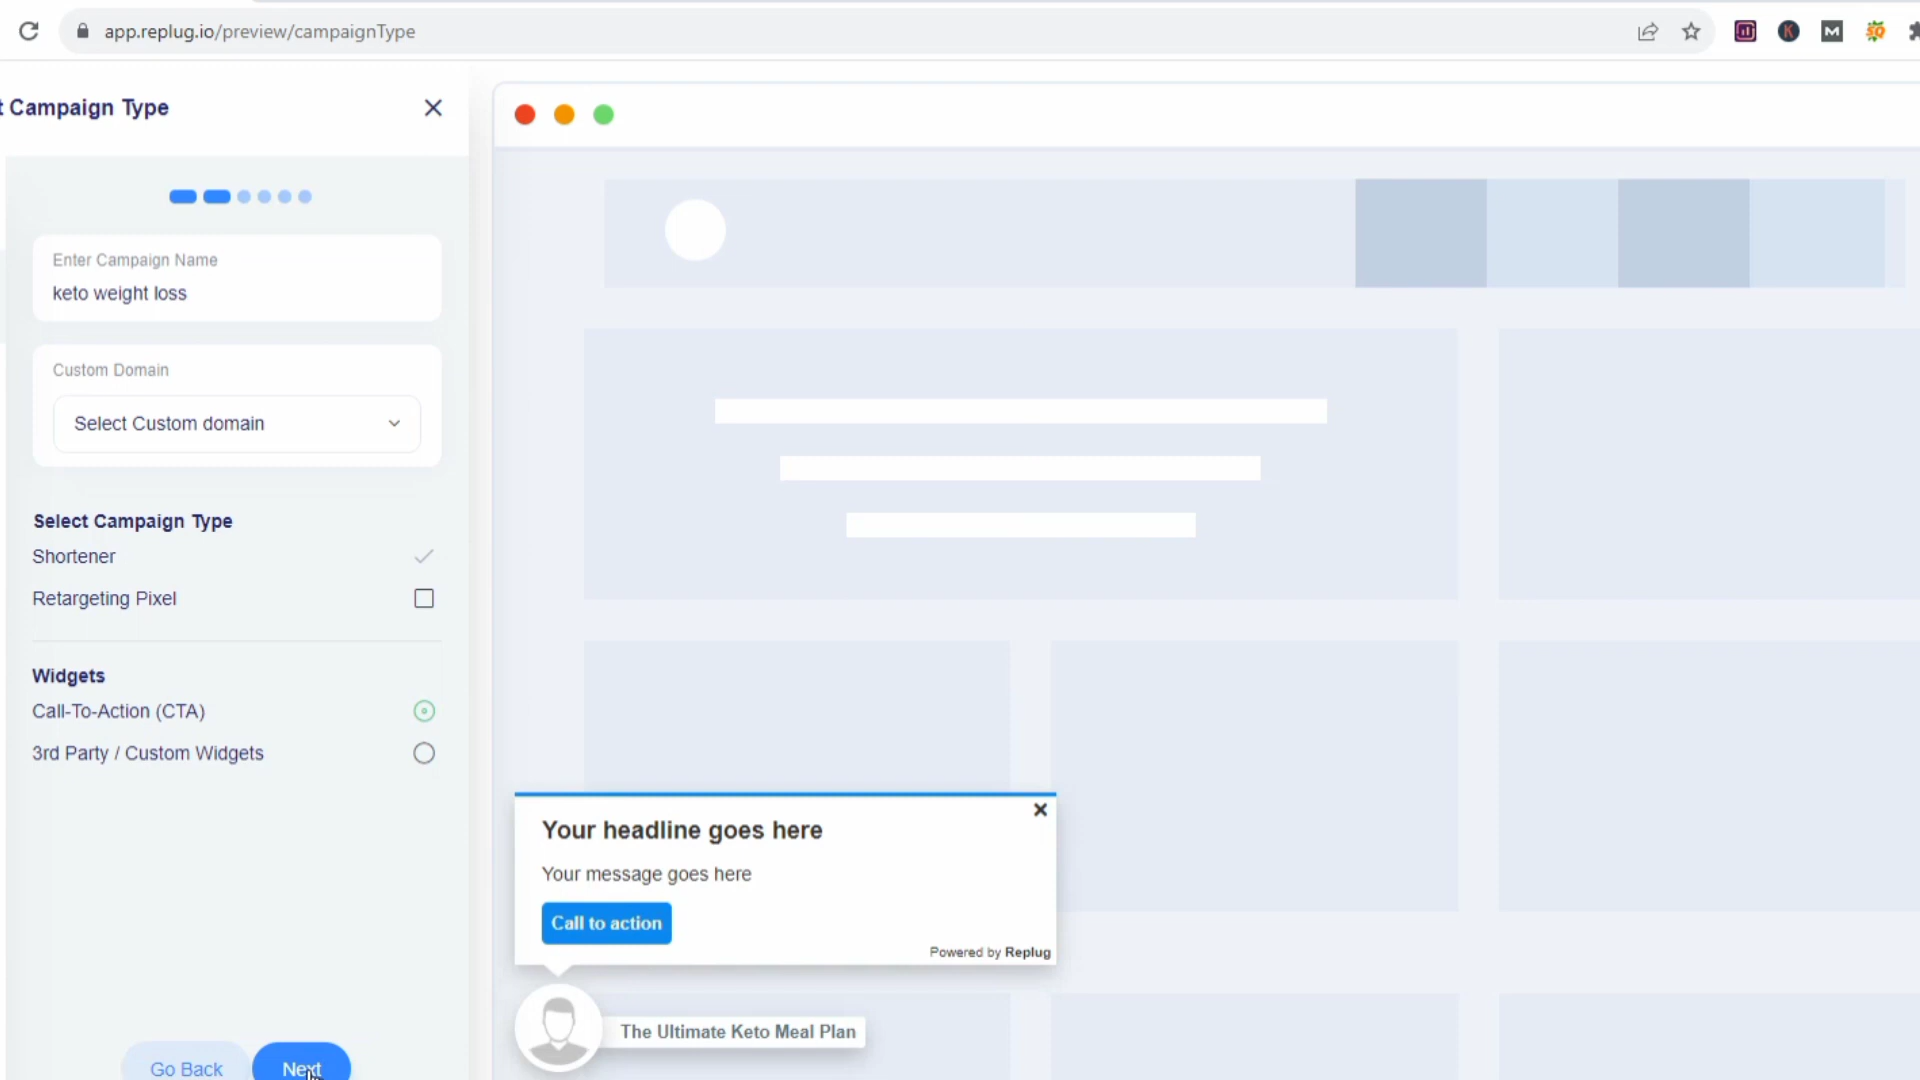 app.replug.io/preview/campaignType
t Campaign Type
Enter Campaign Name
keto weight loss
Custom Domain
Select Custom domain
Select Campaign Type
Shortener
Retargeting Pixel
Widgets
Call-To-Action (CTA)
3rd Party / Custom Widgets
Go Back
Next
Your headline goes here
Your message goes here
Call to action
Powered by Replug
The Ultimate Keto Meal Plan